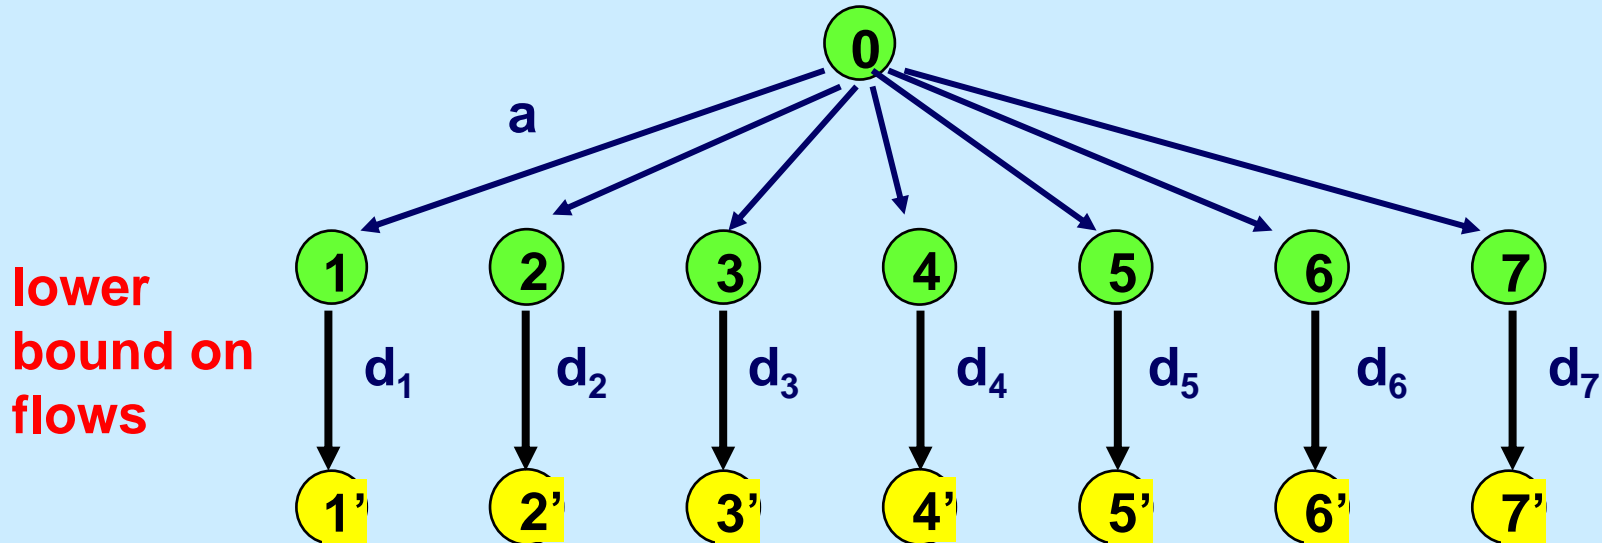 0
a
1 2 3 4 5 6 7
lower
bound on
flows
d₁ d₂ d₃ d₄ d₅ d₆ d₇
1’ 2’ 3’ 4’ 5’ 6’ 7’